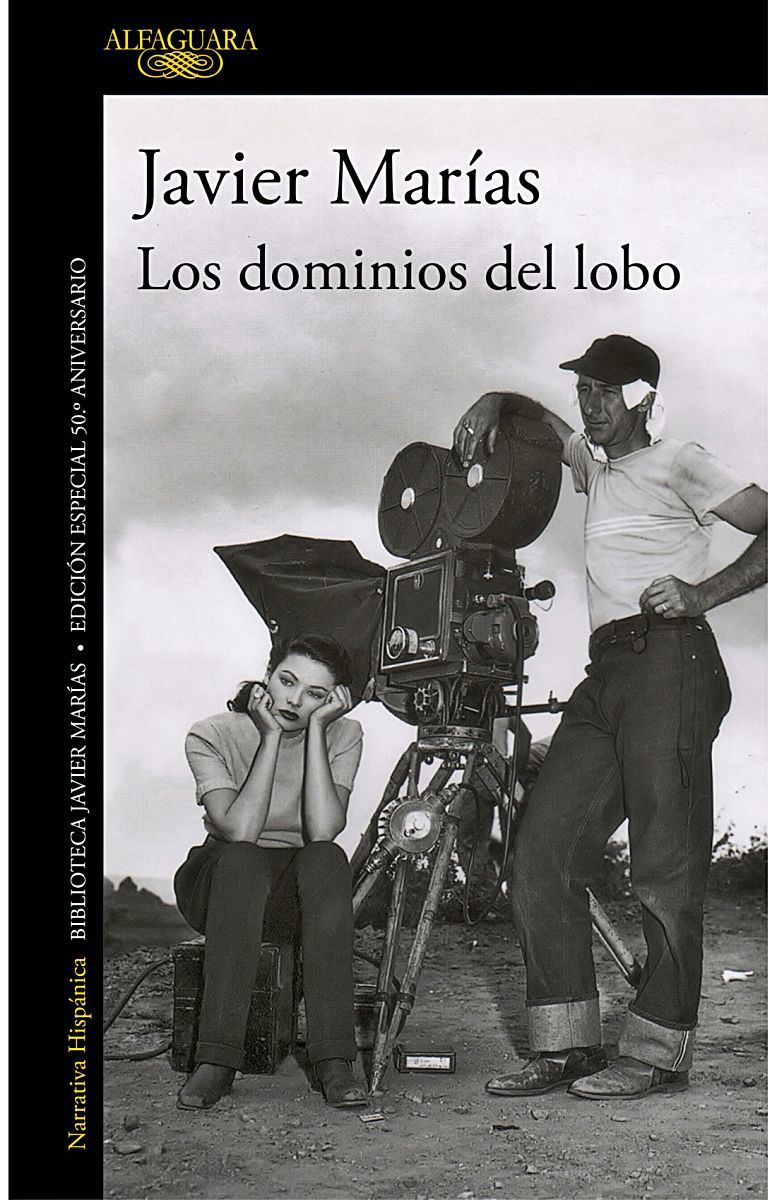 ALFAGUARA
Javier Marías
Los dominios del lobo
Narrativa Hispánica BIBLIOTECA JAVIER MARÍAS • EDICIÓN ESPECIAL 50.º ANIVERSARIO